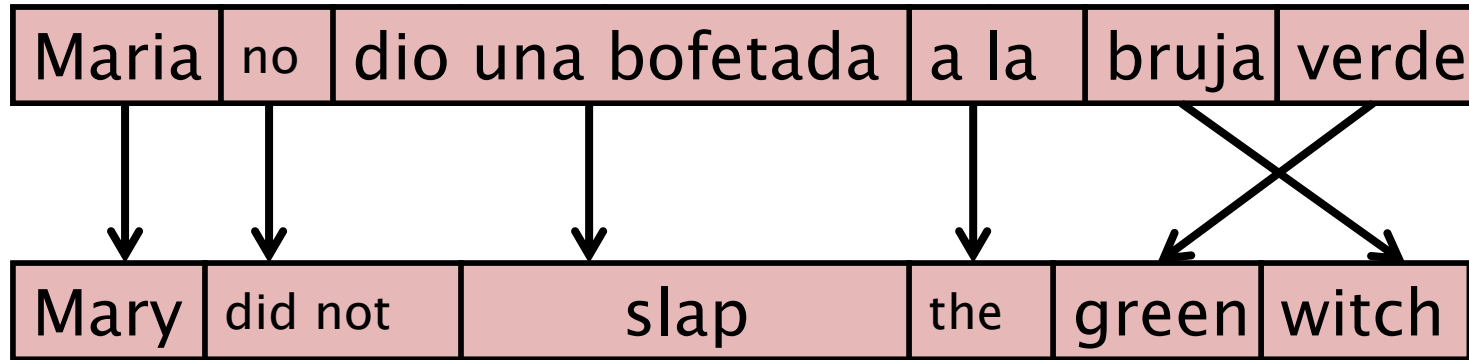 Maria no dio una bofetada a la bruja verde
Mary did not slap the green witch